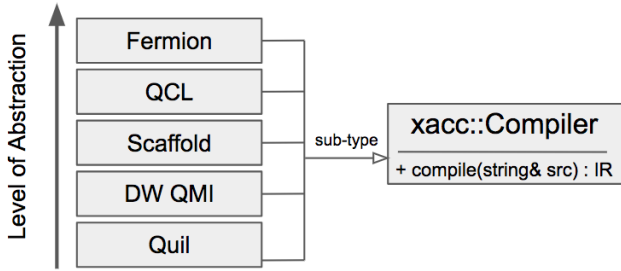 Level of Abstraction
Fermion
QCL
Scaffold
DW QMI
Quil
sub-type
xacc::Compiler
+ compile(string& src) : IR